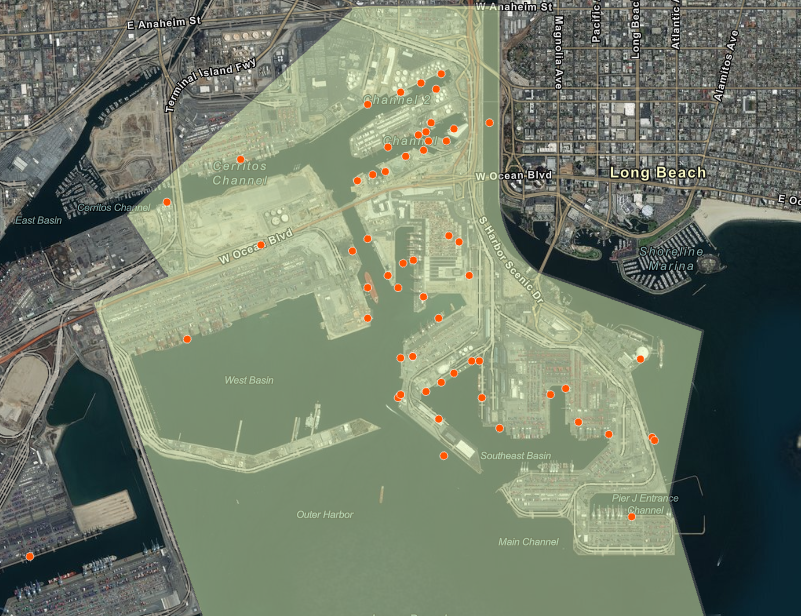 W Anaheim St
E Anaheim St
Terminal Island Fwy
Magnolia Ave
Pacific
Long Beac
Atlantic A
Alamitos Ave
Channel 2
Channel
Cerritos
Channel
W Ocean Blvd
Long Beach
E Oc
Cerritos Channel
East Basin
S Harbor Scenic Dr
W Ocean Blvd
Shoreline
Marina
West Basin
Southeast Basin
Pier J Entrance
Channel
Outer Harbor
Main Channel